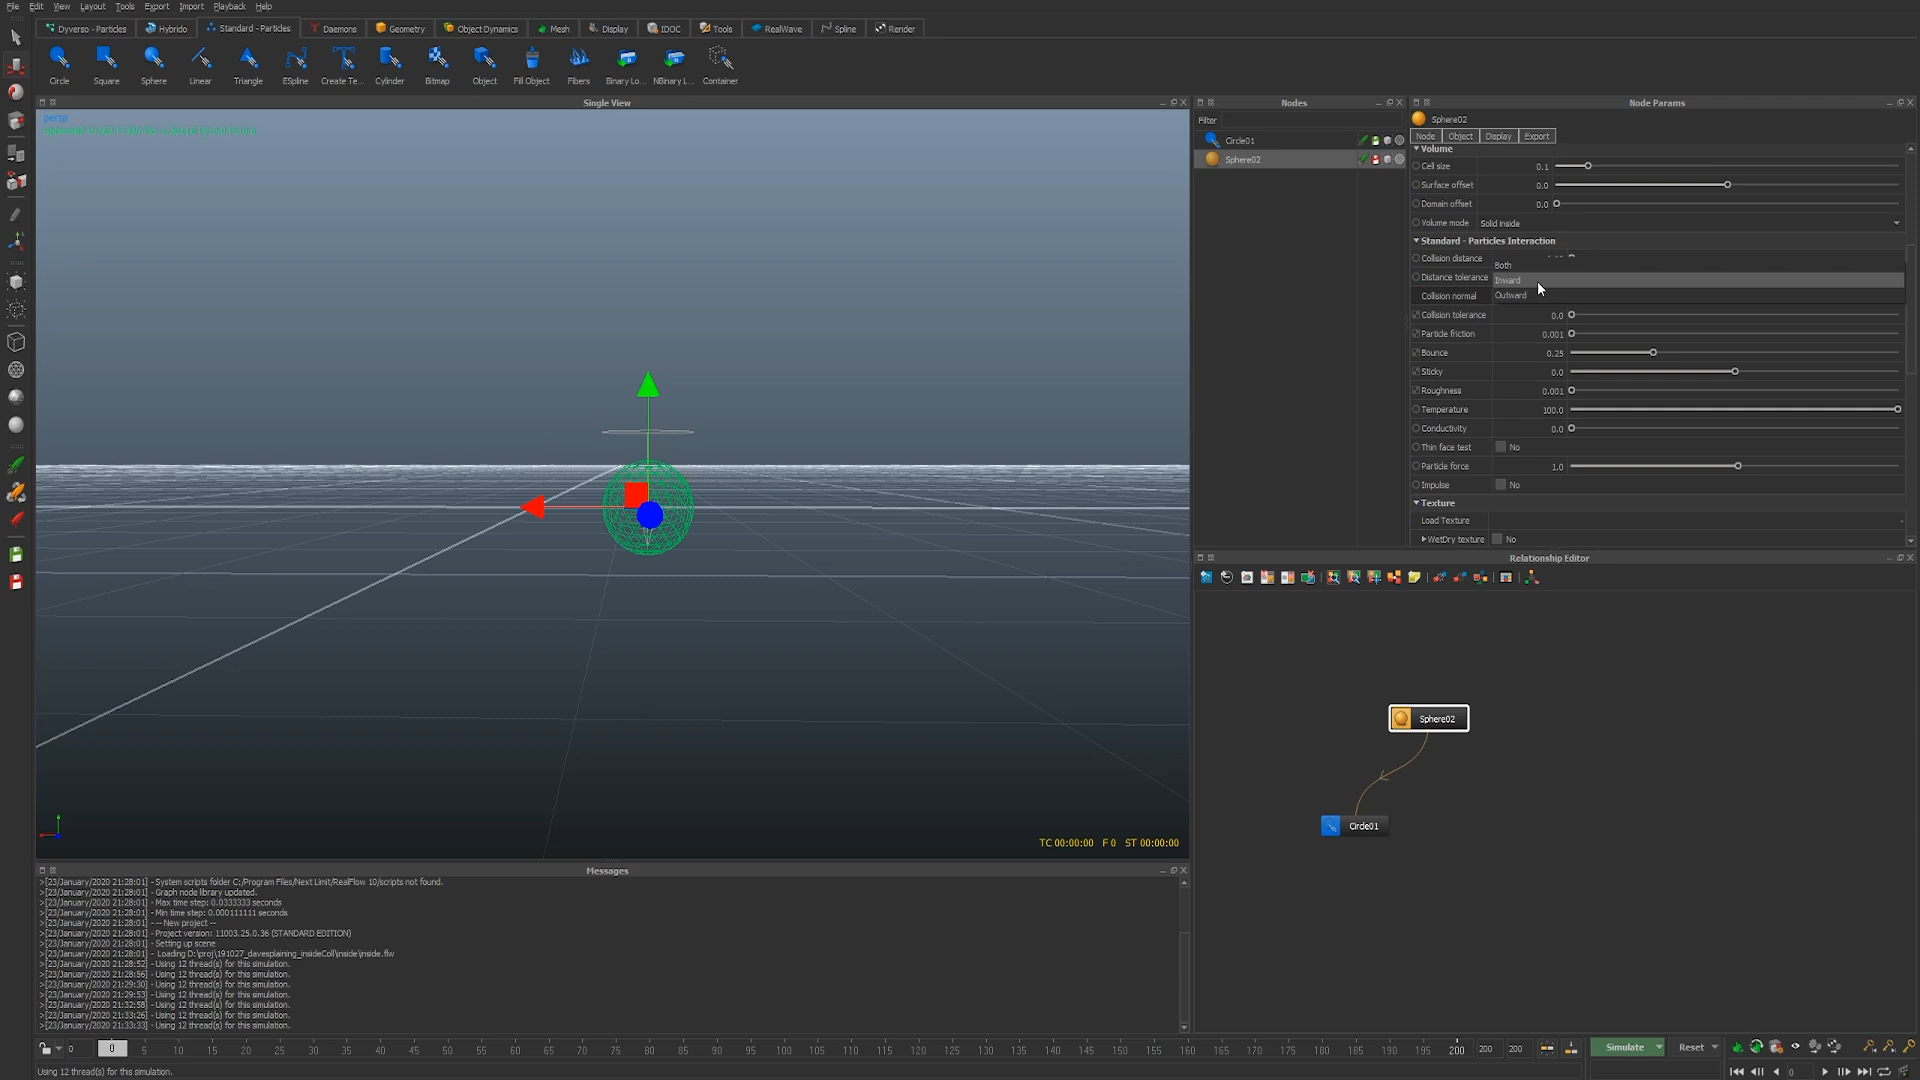 File Edit View Layout Tools Export Import Playback Help
Dyverso - Particles Hybrido Standard - Particles Daemons Geometry Object Dynamics Mesh Display IDOC Tools RealWave Spline Render
Circle Square Sphere Linear Triangle ESpline Create Te... Cylinder Bitmap Object Fill Object Fibers Binary Lo... NBinary L... Container
Single View
persp
Nodes
Filter
Circle01
Sphere02
Node Params
Sphere02
Node Object Display Export
Volume
Cell size 0.1
Surface offset 0.0
Domain offset 0.0
Volume mode Solid inside
Standard - Particles Interaction
Collision distance
Both
Distance tolerance
Inward
Collision normal
Outward
Collision tolerance 0.0
Particle friction 0.001
Bounce 0.25
Sticky 0.0
Roughness 0.001
Temperature 100.0
Conductivity 0.0
Thin face test No
Particle force 1.0
Impulse No
Texture
Load Texture
WetDry texture No
Relationship Editor
Sphere02
Circle01
TC 00:00:00 F 0 ST 00:00:00
Messages
>[23/January/2020 21:28:01] - System scripts folder C:/Program Files/Next Limit/RealFlow 10/scripts not found.
>[23/January/2020 21:28:01] - Graph node library updated.
>[23/January/2020 21:28:01] - Max time step: 0.0333333 seconds
>[23/January/2020 21:28:01] - Min time step: 0.000111111 seconds
>[23/January/2020 21:28:01] - -- New project --
>[23/January/2020 21:28:01] - Project version: 11003.25.0.36 (STANDARD EDITION)
>[23/January/2020 21:28:01] - Setting up scene
>[23/January/2020 21:28:01] - Loading D:\proj\191027_davesplaining_insideColl\inside\inside.flw
>[23/January/2020 21:28:52] - Using 12 thread(s) for this simulation.
>[23/January/2020 21:28:56] - Using 12 thread(s) for this simulation.
>[23/January/2020 21:29:30] - Using 12 thread(s) for this simulation.
>[23/January/2020 21:29:53] - Using 12 thread(s) for this simulation.
>[23/January/2020 21:32:58] - Using 12 thread(s) for this simulation.
>[23/January/2020 21:33:26] - Using 12 thread(s) for this simulation.
>[23/January/2020 21:33:33] - Using 12 thread(s) for this simulation.
0 0 5 10 15 20 25 30 35 40 45 50 55 60 65 70 75 80 85 90 95 100 105 110 115 120 125 130 135 140 145 150 155 160 165 170 175 180 185 190 195 200 200 200 Simulate Reset
Using 12 thread(s) for this simulation.
0